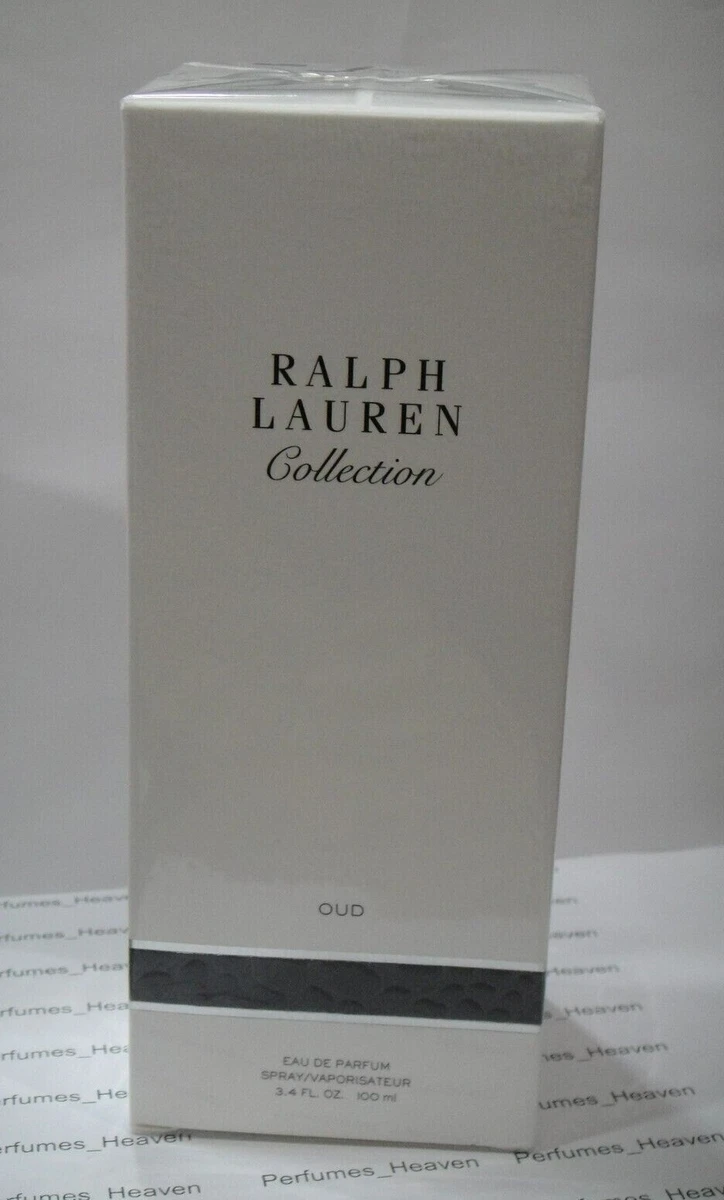 RALPH
LAUREN
Collection
OUD
EAU DE PARFUM
SPRAY/VAPORISATEUR
3.4 FL. OZ. 100 ml
Perfumes_Heaven
Perfumes_Heaven